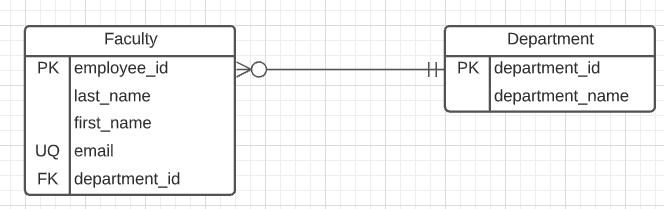 Faculty
PK employee_id
last_name
first_name
UQ email
FK department_id
Department
PK department_id
department_name